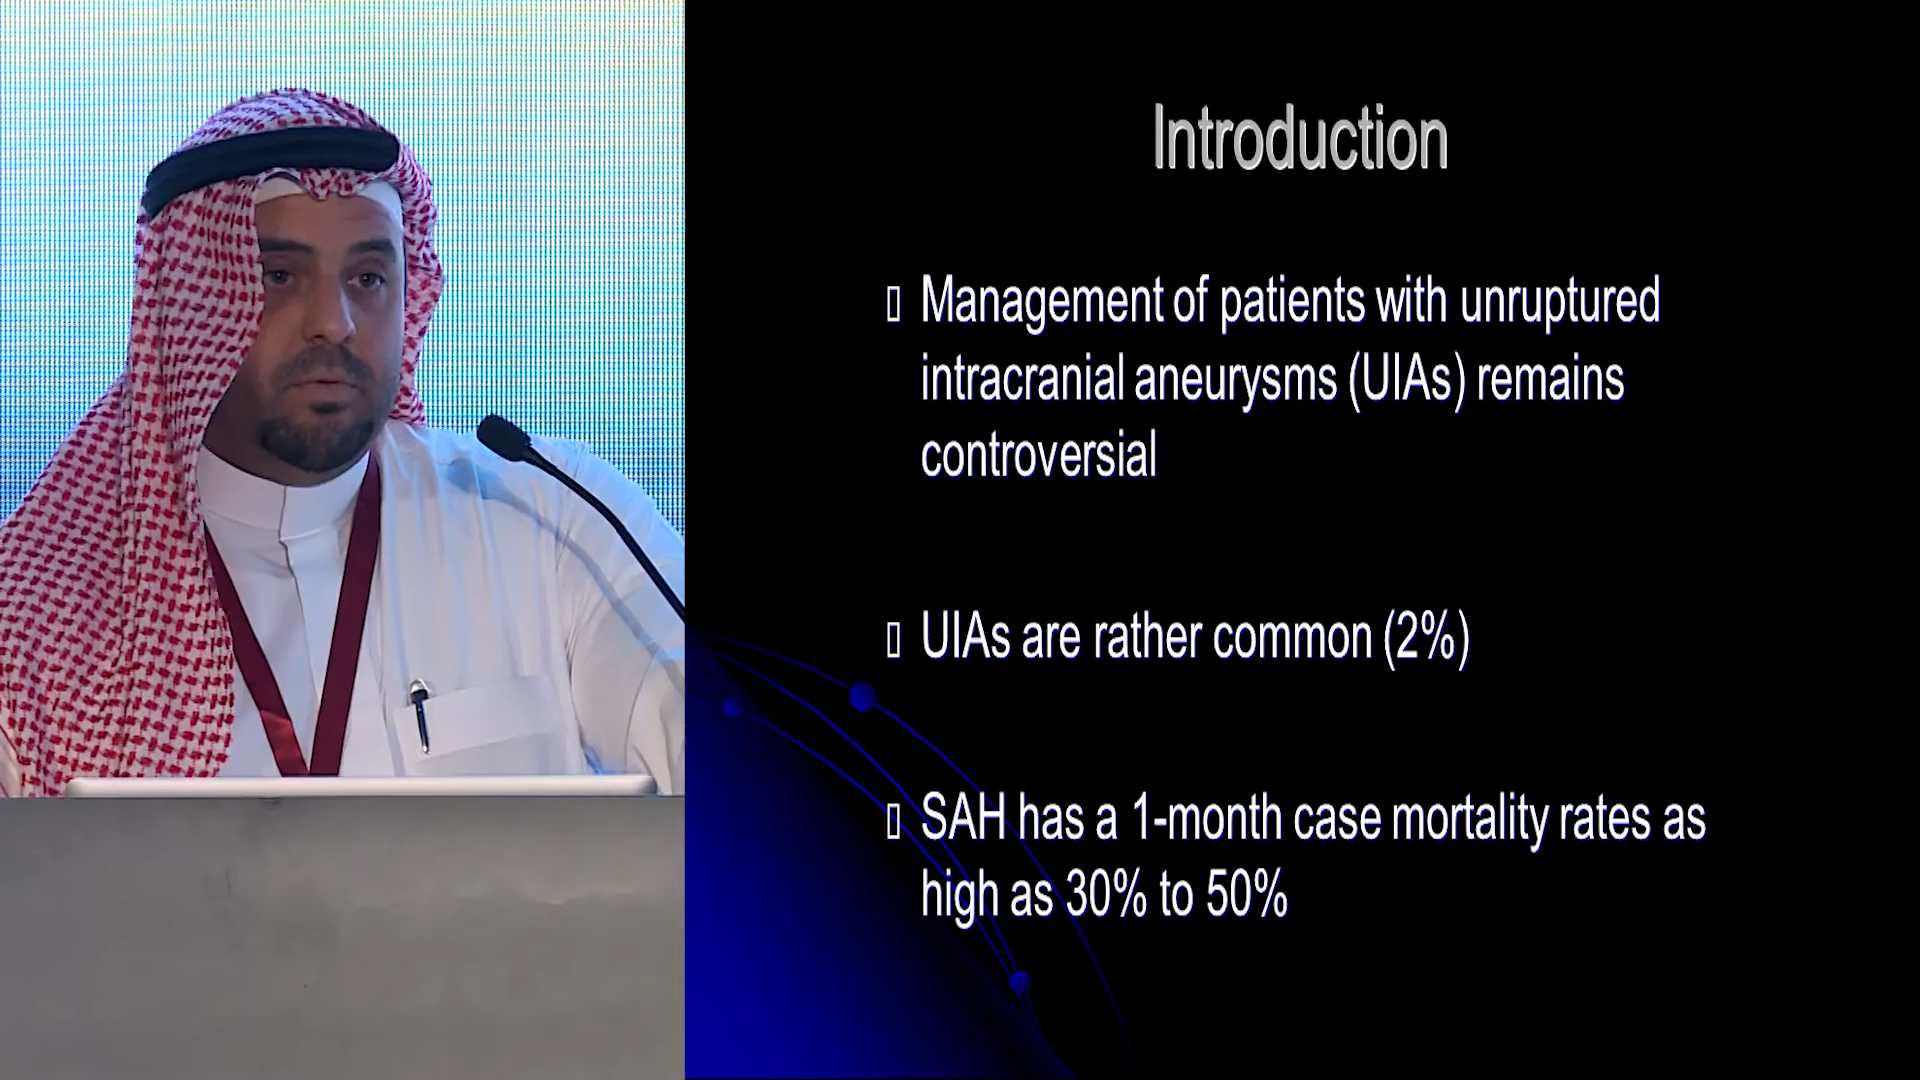 Introduction
Management of patients with unruptured
intracranial aneurysms (UIAs) remains
controversial
UIAs are rather common (2%)
SAH has a 1-month case mortality rates as
high as 30% to 50%